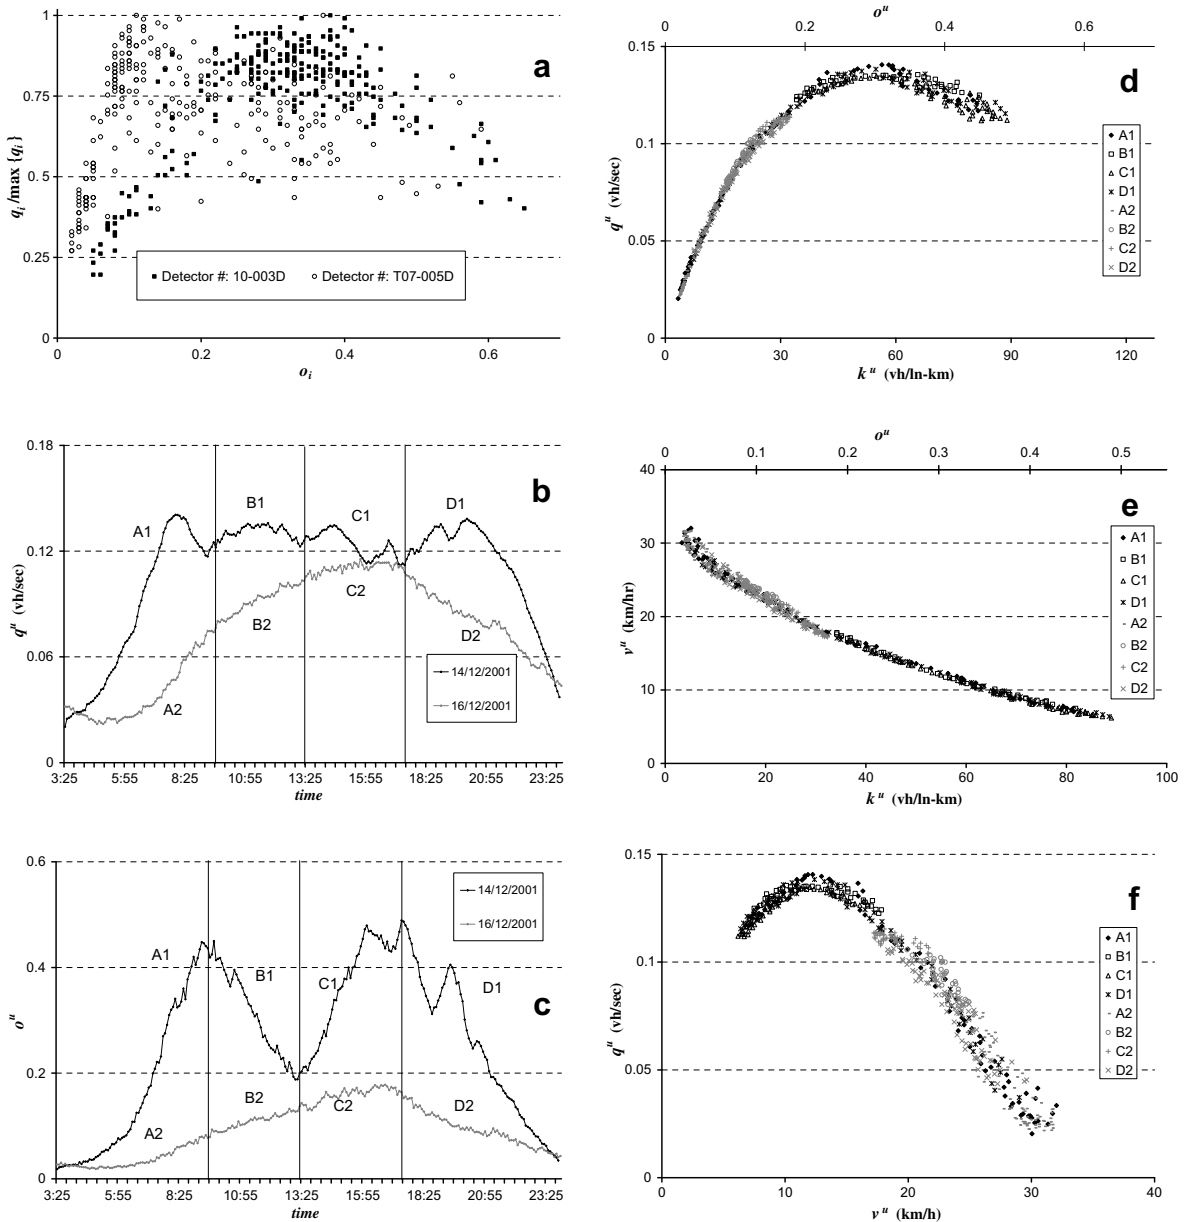 a
1
0.75
0.5
0.25
0
q_i /max {q_i }
Detector #: 10-003D
Detector #: T07-005D
0 0.2 0.4 0.6
o_i
b
0.18
0.12
0.06
0
q^u (vh/sec)
A1
B1
C1
D1
A2
B2
C2
D2
14/12/2001
16/12/2001
3:25 5:55 8:25 10:55 13:25 15:55 18:25 20:55 23:25
time
c
0.6
0.4
0.2
0
o^u
A1
B1
C1
D1
A2
B2
C2
D2
14/12/2001
16/12/2001
3:25 5:55 8:25 10:55 13:25 15:55 18:25 20:55 23:25
time
d
o^u
0 0.2 0.4 0.6
0.15
0.1
0.05
0
q^u (vh/sec)
A1
B1
C1
D1
A2
B2
C2
D2
0 30 60 90 120
k^u (vh/ln-km)
e
o^u
0 0.1 0.2 0.3 0.4 0.5
40
30
20
10
0
v^u (km/hr)
A1
B1
C1
D1
A2
B2
C2
D2
0 20 40 60 80 100
k^u (vh/ln-km)
f
0.15
0.1
0.05
0
q^u (vh/sec)
A1
B1
C1
D1
A2
B2
C2
D2
0 10 20 30 40
v^u (km/h)